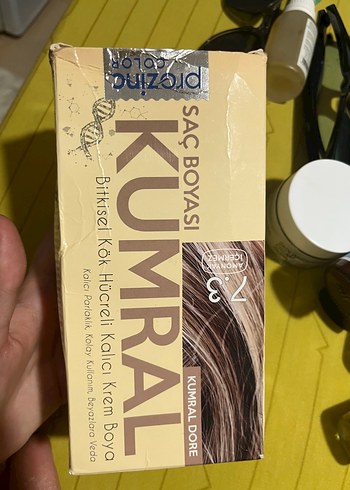 prozinc
COLOR
SAÇ BOYASI
KUMRAL
Bitkisel Kök Hücreli Kalıcı Krem Boya
Kalıcı Parlaklık, Kolay Kullanım, Beyazlara Veda
AMONYAK
İÇERMEZ
7.3
KUMRAL DORE